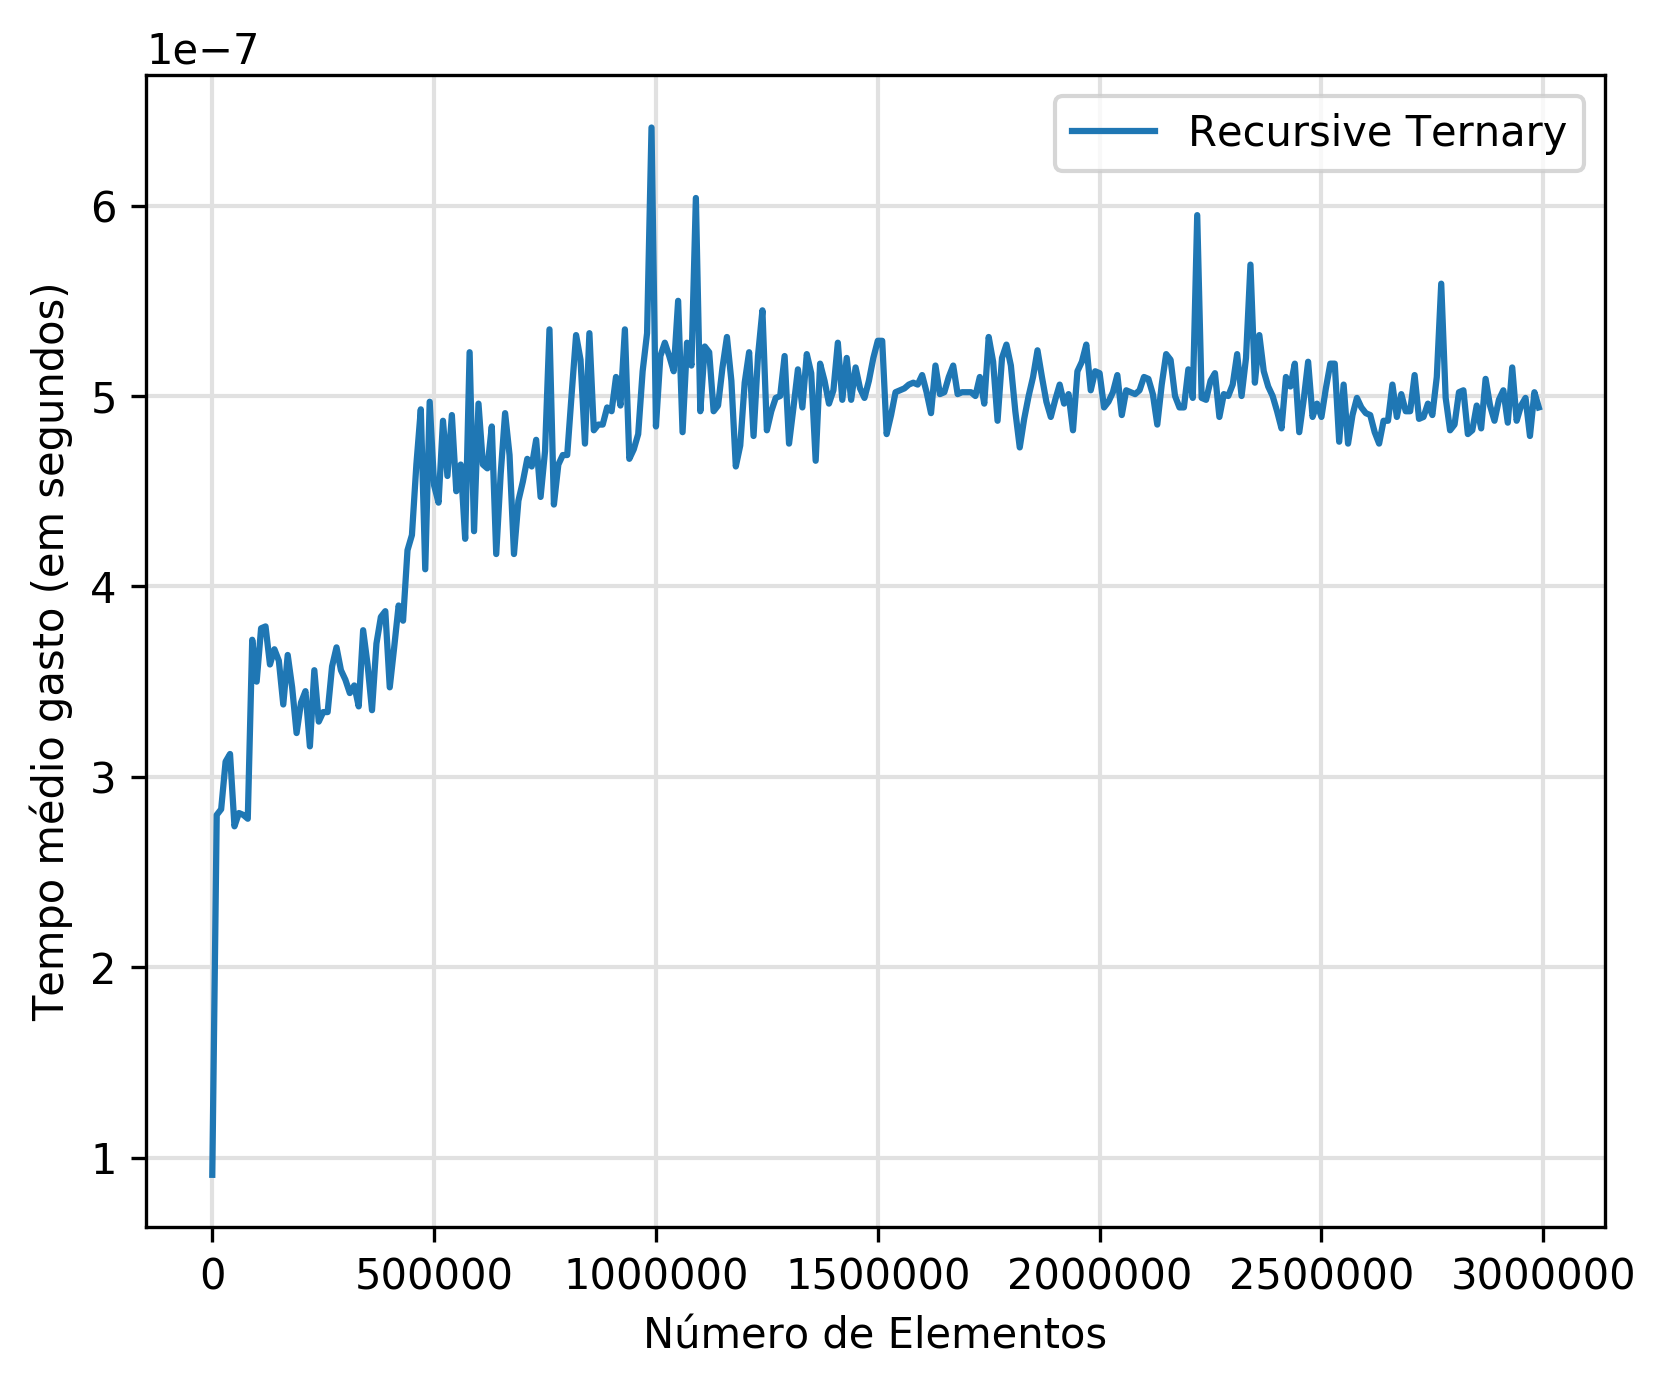 1e−7
Recursive Ternary
6
5
4
3
2
1
Tempo médio gasto (em segundos)
0 500000 1000000 1500000 2000000 2500000 3000000
Número de Elementos